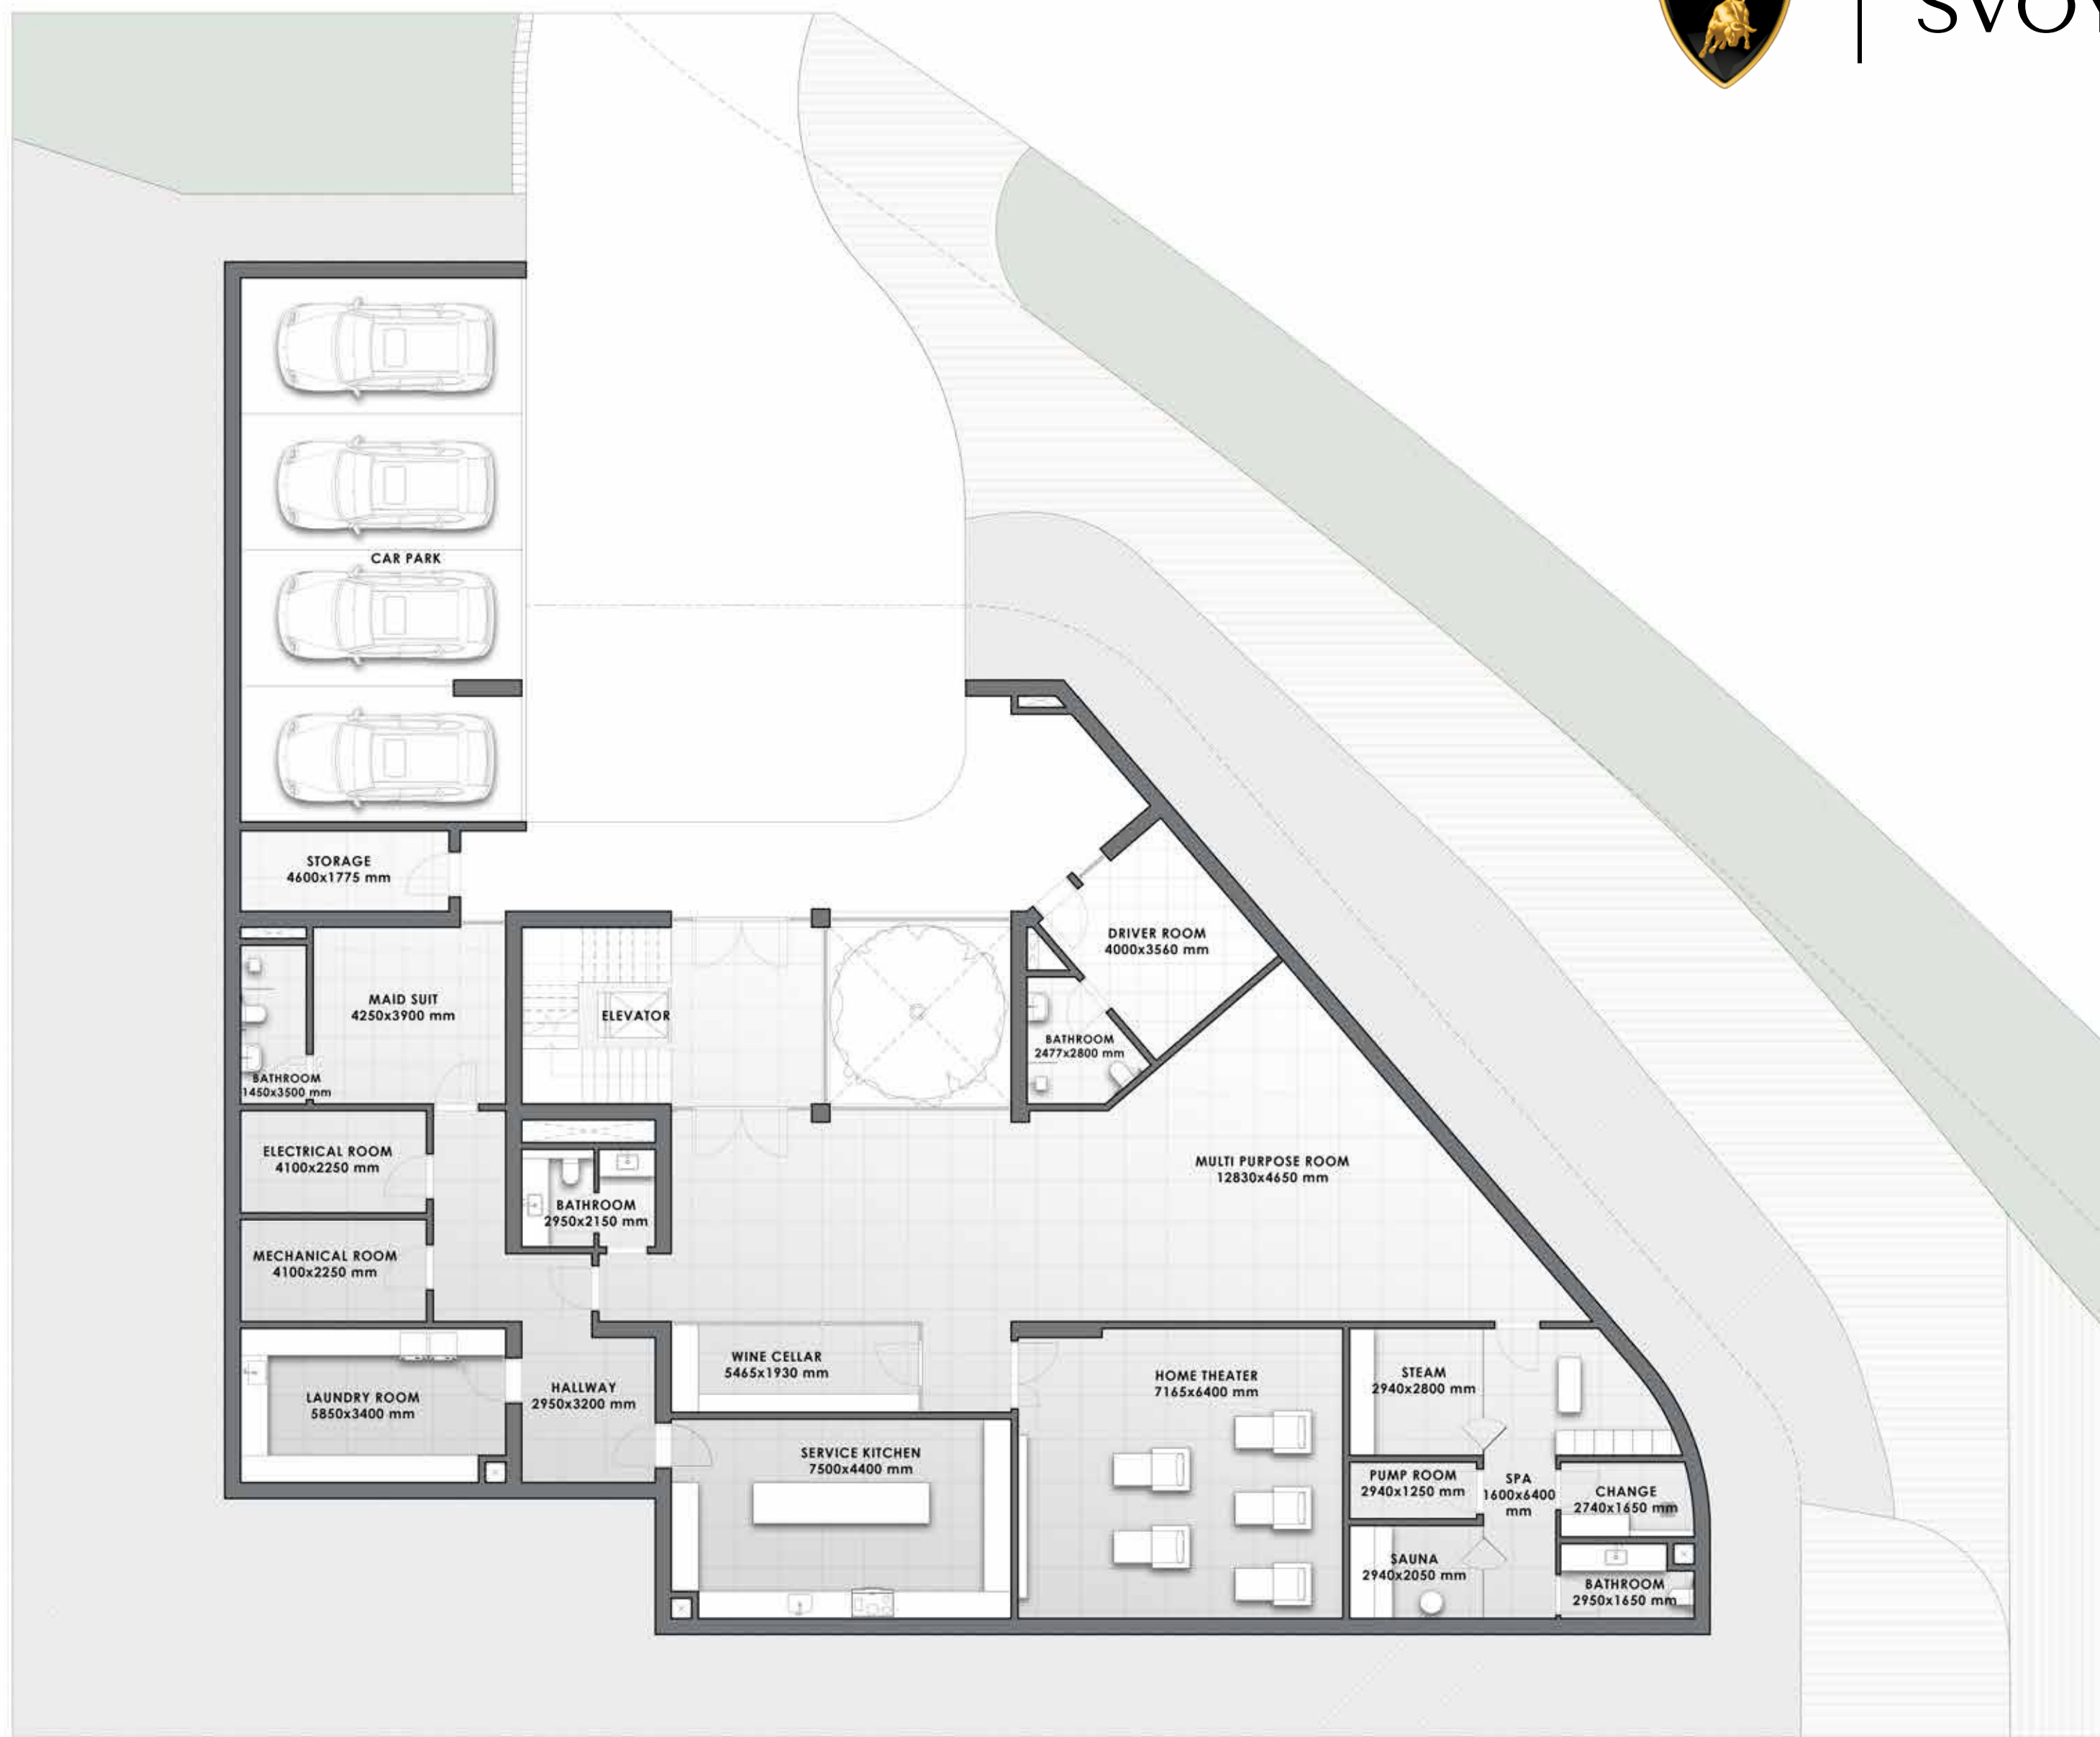 SVOY
CAR PARK
STORAGE
4600x1775 mm
DRIVER ROOM
4000x3560 mm
MAID SUIT
4250x3900 mm
ELEVATOR
BATHROOM
2477x2800 mm
BATHROOM
1450x3500 mm
ELECTRICAL ROOM
4100x2250 mm
MULTI PURPOSE ROOM
12830x4650 mm
BATHROOM
2950x2150 mm
MECHANICAL ROOM
4100x2250 mm
WINE CELLAR
5465x1930 mm
HOME THEATER
7165x6400 mm
STEAM
2940x2800 mm
LAUNDRY ROOM
5850x3400 mm
HALLWAY
2950x3200 mm
SERVICE KITCHEN
7500x4400 mm
PUMP ROOM
2940x1250 mm
SPA
1600x6400
mm
CHANGE
2740x1650 mm
SAUNA
2940x2050 mm
BATHROOM
2950x1650 mm